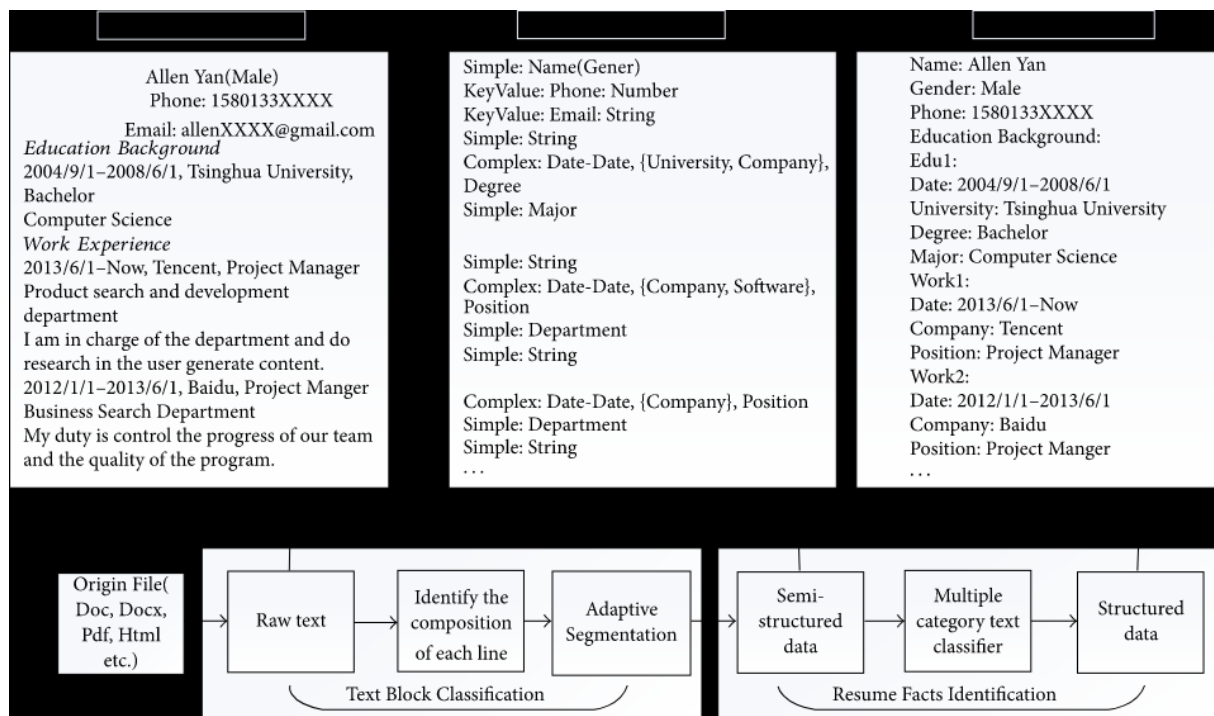 Allen Yan(Male)
Phone: 1580133XXXX
Email: allenXXXX@gmail.com
Education Background
2004/9/1–2008/6/1, Tsinghua University,
Bachelor
Computer Science
Work Experience
2013/6/1–Now, Tencent, Project Manager
Product search and development
department
I am in charge of the department and do
research in the user generate content.
2012/1/1–2013/6/1, Baidu, Project Manger
Business Search Department
My duty is control the progress of our team
and the quality of the program.
Simple: Name(Gener)
KeyValue: Phone: Number
KeyValue: Email: String
Simple: String
Complex: Date-Date, {University, Company},
Degree
Simple: Major
Simple: String
Complex: Date-Date, {Company, Software},
Position
Simple: Department
Simple: String
Complex: Date-Date, {Company}, Position
Simple: Department
Simple: String
...
Name: Allen Yan
Gender: Male
Phone: 1580133XXXX
Education Background:
Edu1:
Date: 2004/9/1–2008/6/1
University: Tsinghua University
Degree: Bachelor
Major: Computer Science
Work1:
Date: 2013/6/1–Now
Company: Tencent
Position: Project Manager
Work2:
Date: 2012/1/1–2013/6/1
Company: Baidu
Position: Project Manger
...
Origin File(
Doc, Docx,
Pdf, Html
etc.)
Raw text
Identify the
composition
of each line
Adaptive
Segmentation
Text Block Classification
Semi-
structured
data
Multiple
category text
classifier
Structured
data
Resume Facts Identification